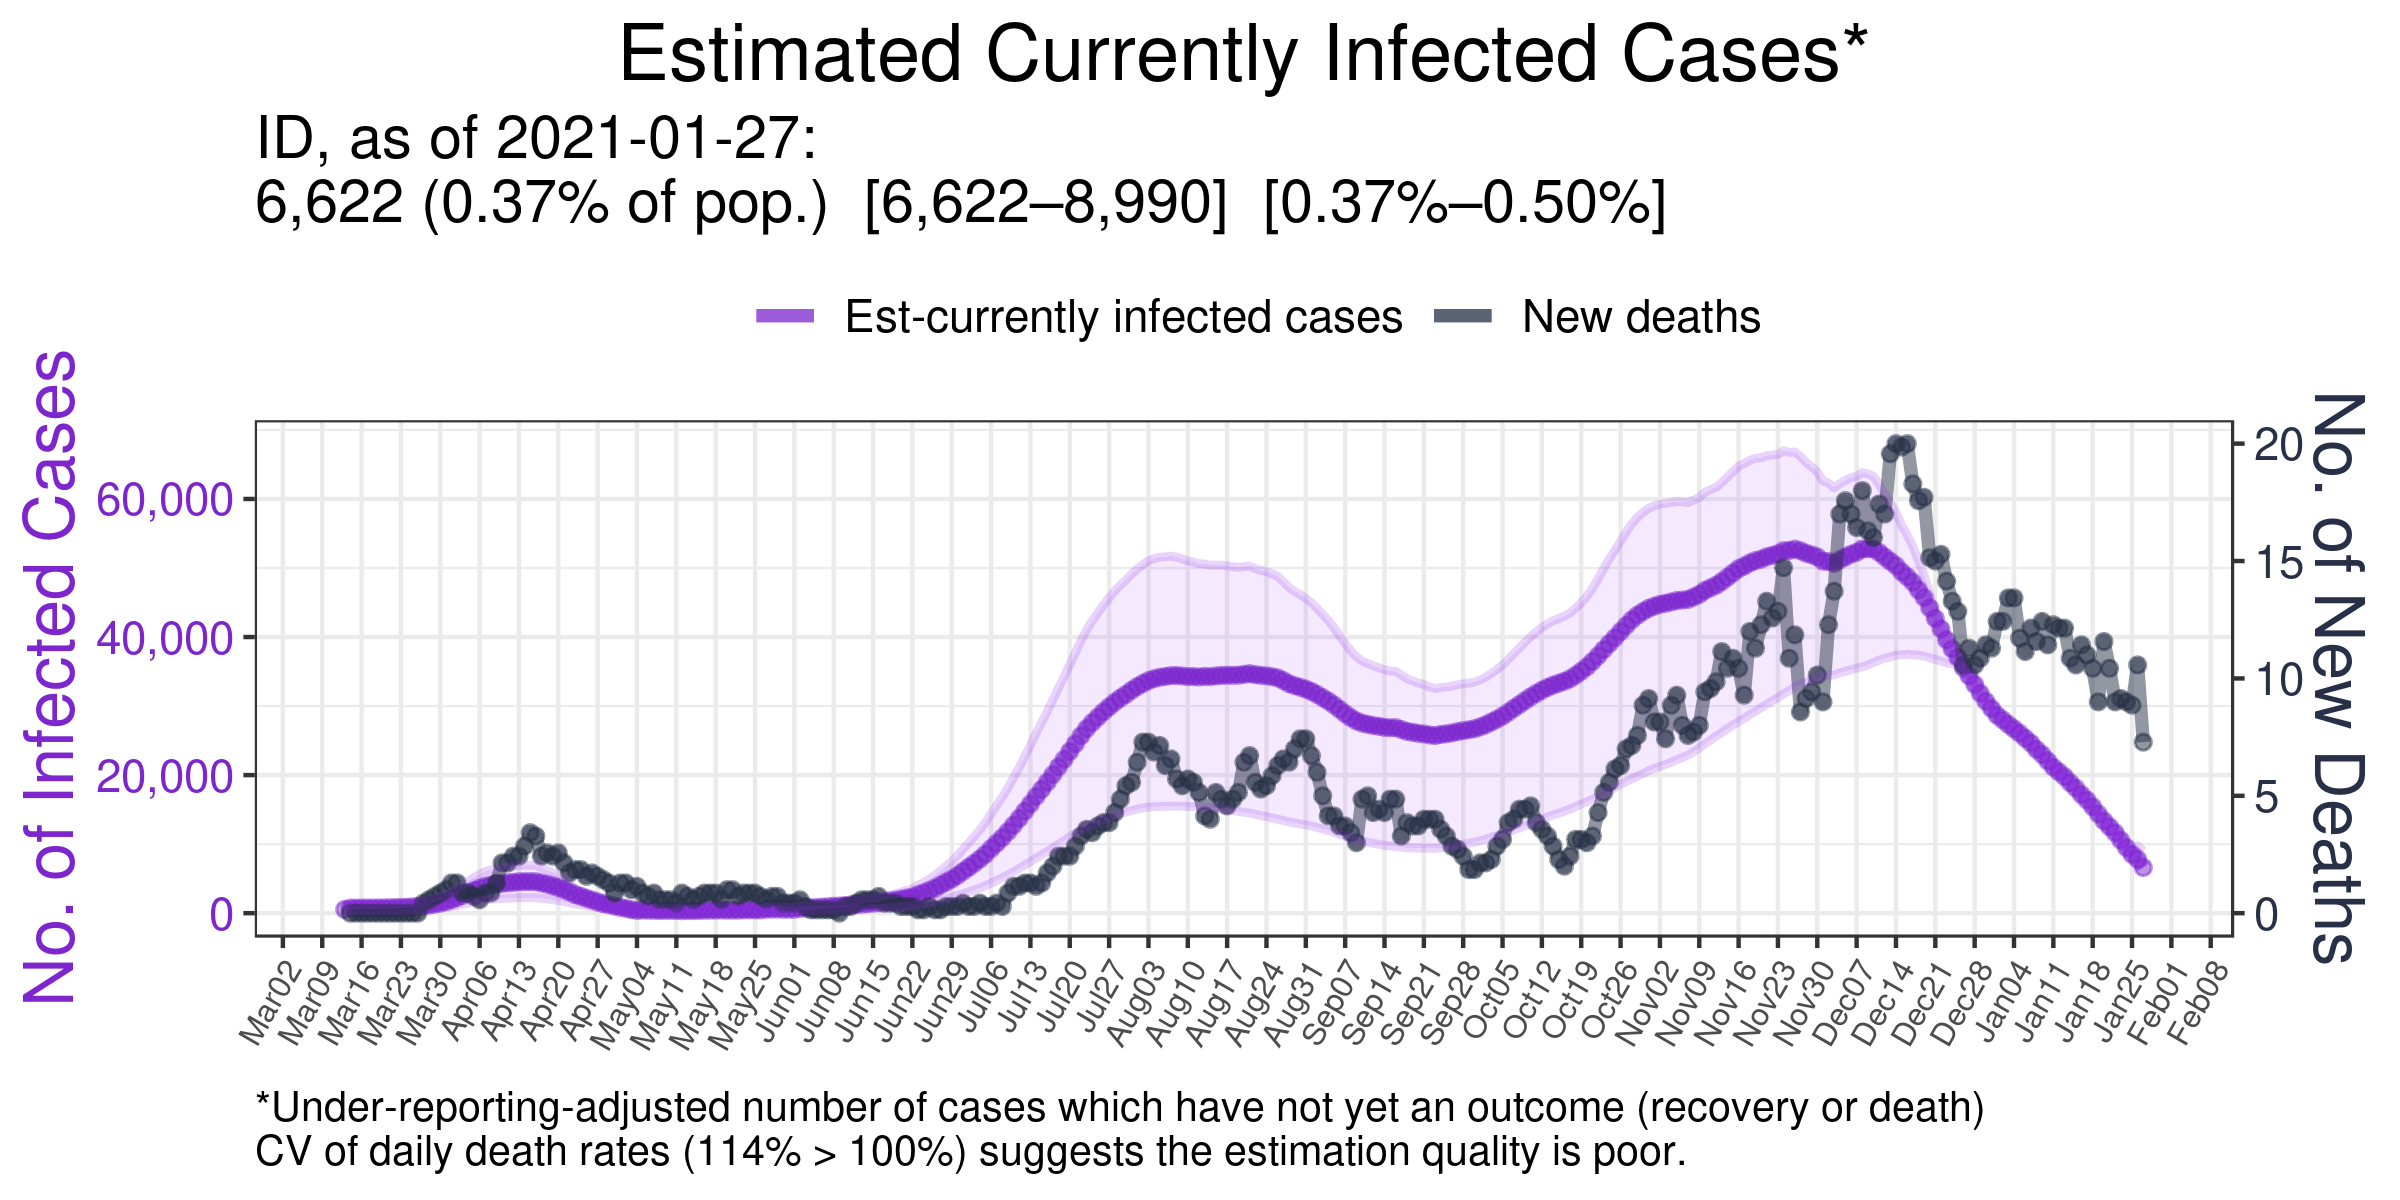 Estimated Currently Infected Cases*
ID, as of 2021-01-27:
6,622 (0.37% of pop.) [6,622–8,990] [0.37%–0.50%]
Est-currently infected cases New deaths
No. of Infected Cases
60,000
40,000
20,000
0
20
15
10
5
0
No. of New Deaths
Mar02 Mar09 Mar16 Mar23 Mar30 Apr06 Apr13 Apr20 Apr27 May04 May11 May18 May25 Jun01 Jun08 Jun15 Jun22 Jun29 Jul06 Jul13 Jul20 Jul27 Aug03 Aug10 Aug17 Aug24 Aug31 Sep07 Sep14 Sep21 Sep28 Oct05 Oct12 Oct19 Oct26 Nov02 Nov09 Nov16 Nov23 Nov30 Dec07 Dec14 Dec21 Dec28 Jan04 Jan11 Jan18 Jan25 Feb01 Feb08
*Under-reporting-adjusted number of cases which have not yet an outcome (recovery or death)
CV of daily death rates (114% > 100%) suggests the estimation quality is poor.